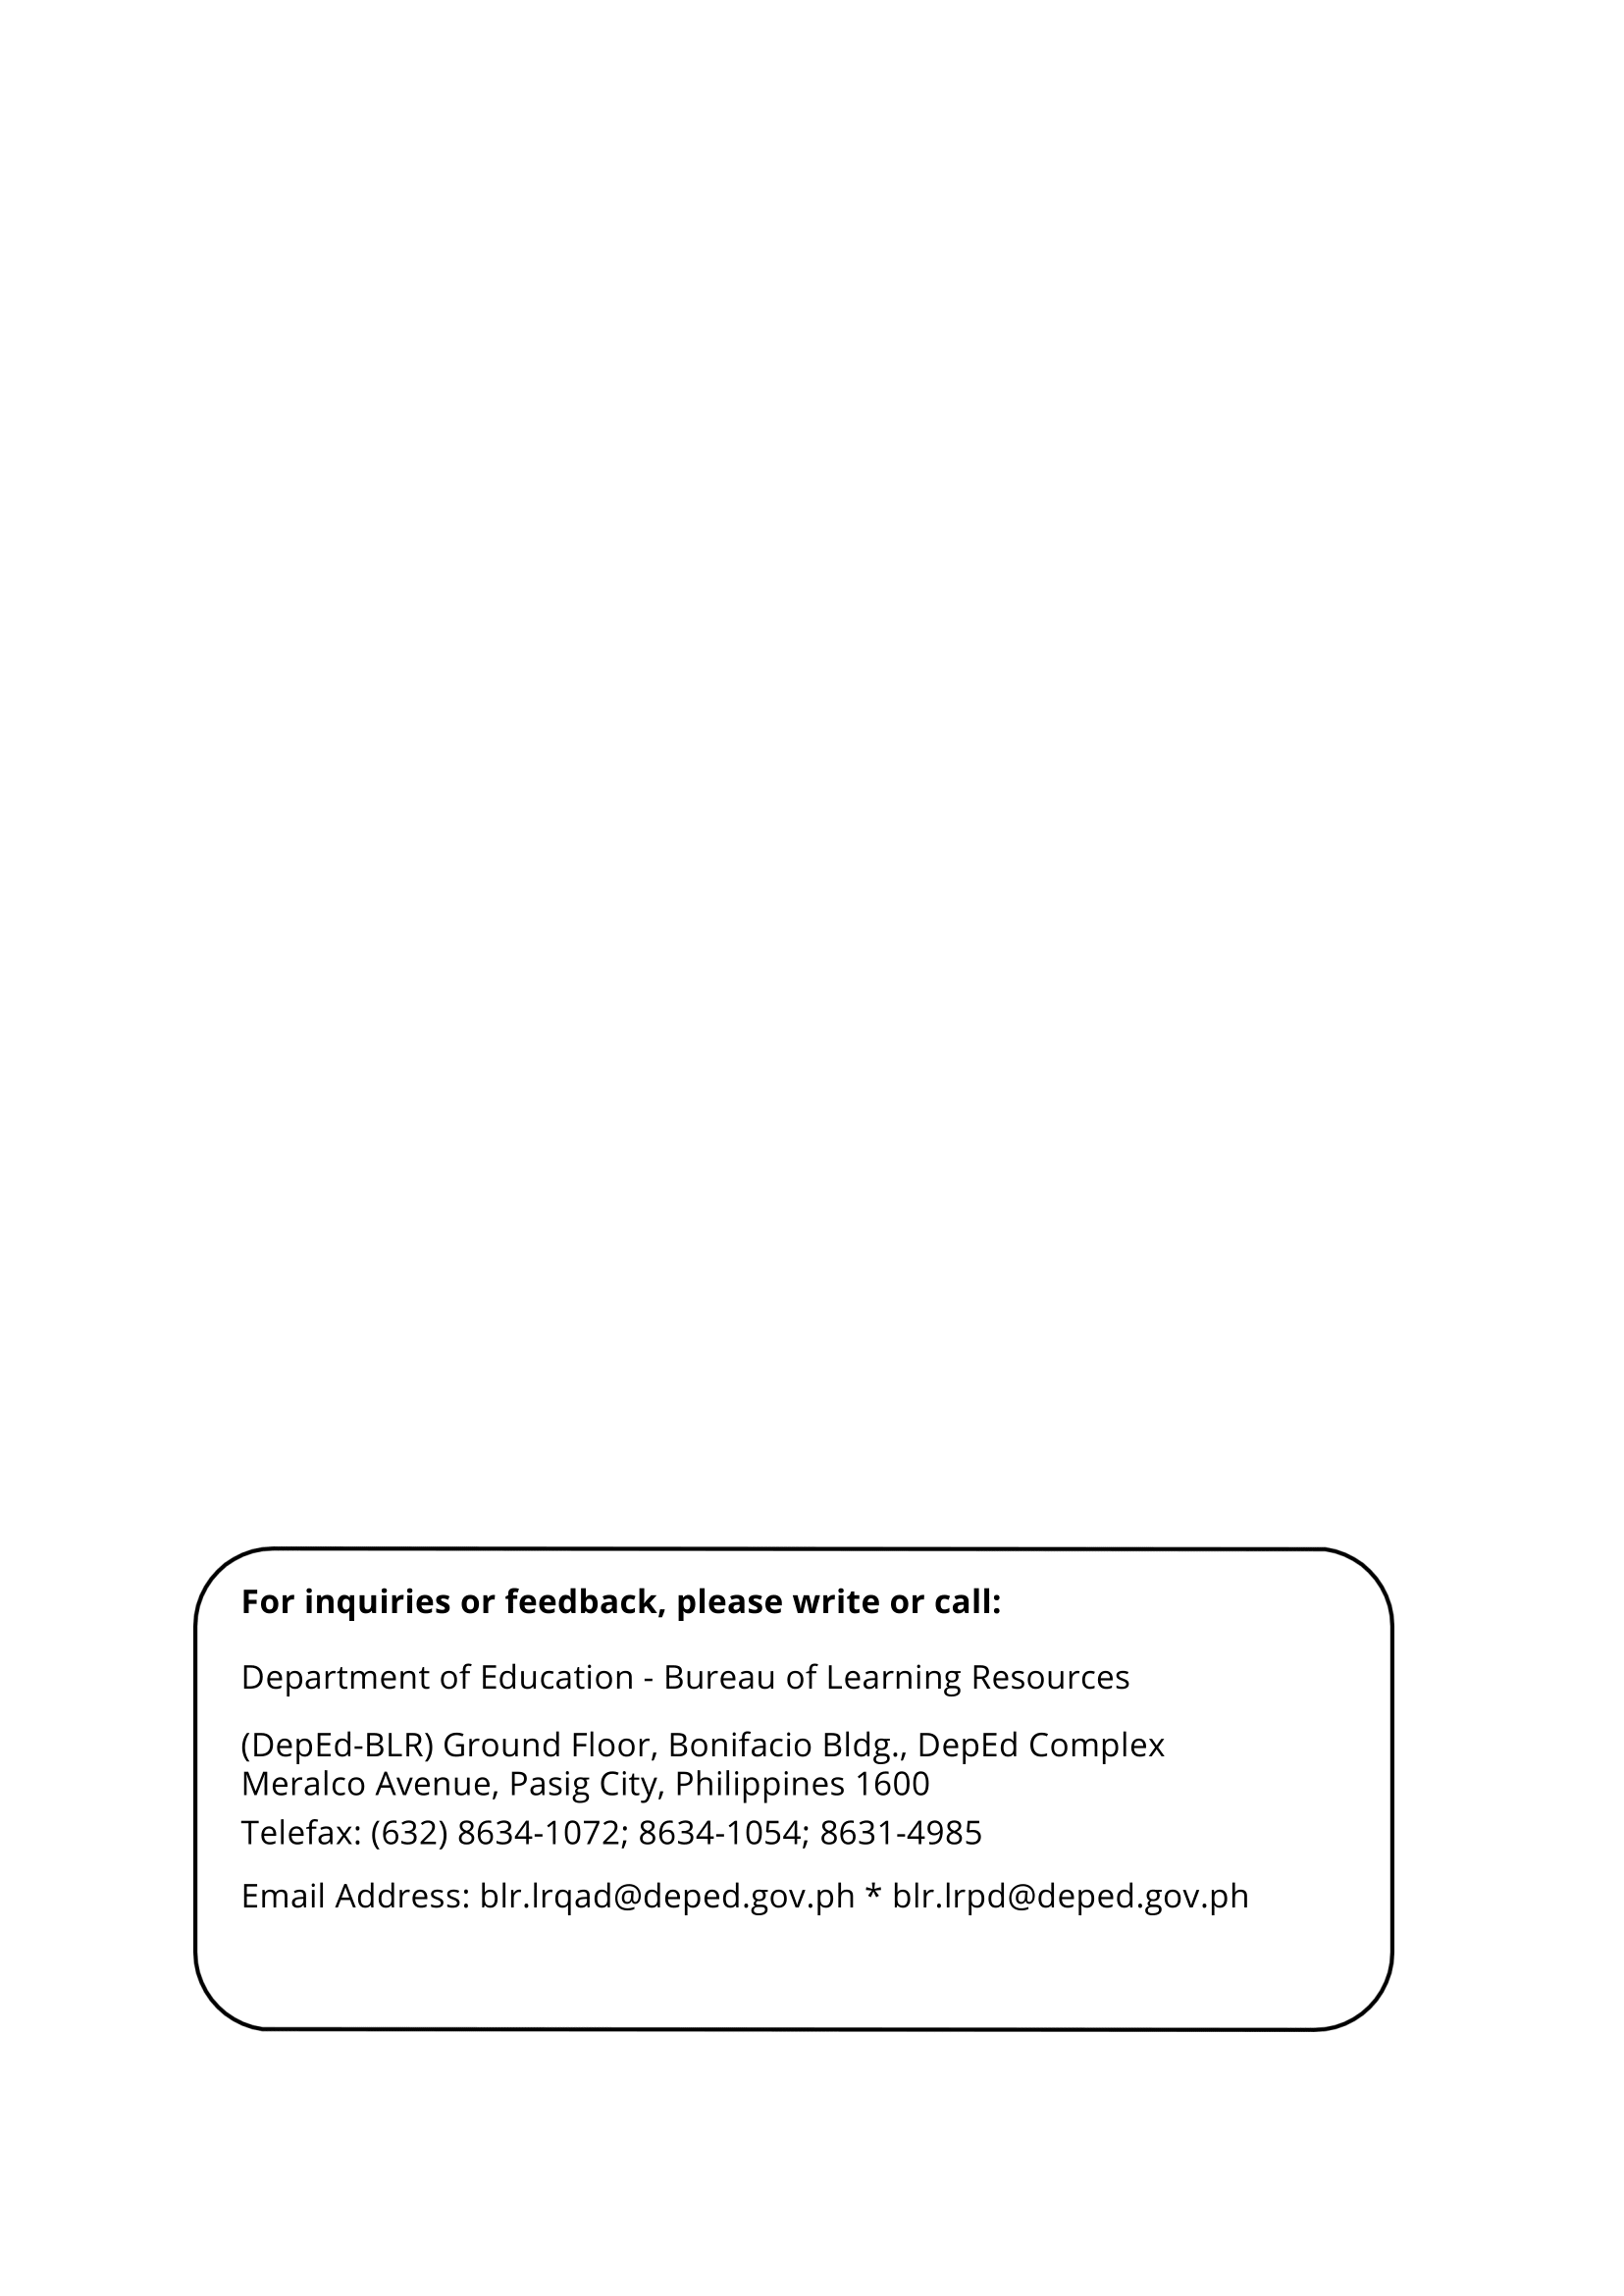 For inquiries or feedback, please write or call:
Department of Education - Bureau of Learning Resources
(DepEd-BLR) Ground Floor, Bonifacio Bldg., DepEd Complex
Meralco Avenue, Pasig City, Philippines 1600
Telefax: (632) 8634-1072; 8634-1054; 8631-4985
Email Address: blr.lrqad@deped.gov.ph * blr.lrpd@deped.gov.ph